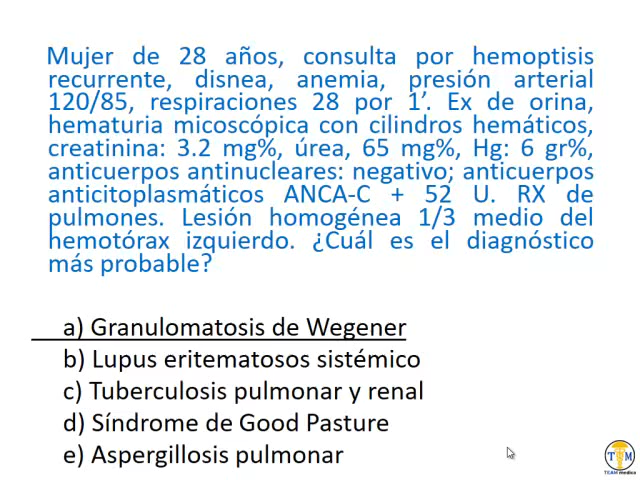 Mujer de 28 años, consulta por hemoptisis
recurrente, disnea, anemia, presión arterial
120/85, respiraciones 28 por 1’. Ex de orina,
hematuria micoscópica con cilindros hemáticos,
creatinina: 3.2 mg%, úrea, 65 mg%, Hg: 6 gr%,
anticuerpos antinucleares: negativo; anticuerpos
anticitoplasmáticos ANCA-C + 52 U. RX de
pulmones. Lesión homogénea 1/3 medio del
hemotórax izquierdo. ¿Cuál es el diagnóstico
más probable?
a) Granulomatosis de Wegener
b) Lupus eritematosos sistémico
c) Tuberculosis pulmonar y renal
d) Síndrome de Good Pasture
e) Aspergillosis pulmonar
T M
TEAM medico